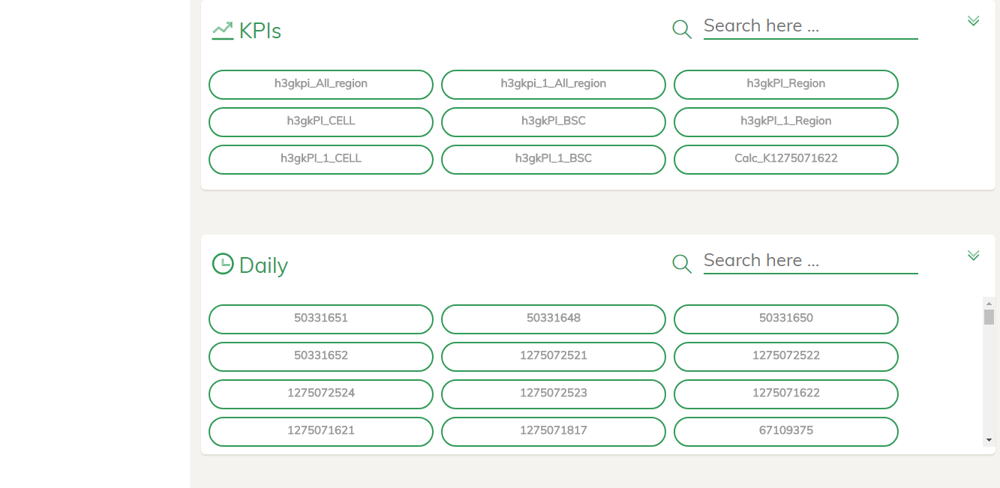 KPIs
Search here ...
h3gkpi_All_region h3gkpi_1_All_region h3gkPI_Region
h3gkPI_CELL h3gkPI_BSC h3gkPI_1_Region
h3gkPI_1_CELL h3gkPI_1_BSC Calc_K1275071622
Daily
Search here ...
50331651 50331648 50331650
50331652 1275072521 1275072522
1275072524 1275072523 1275071622
1275071621 1275071817 67109375